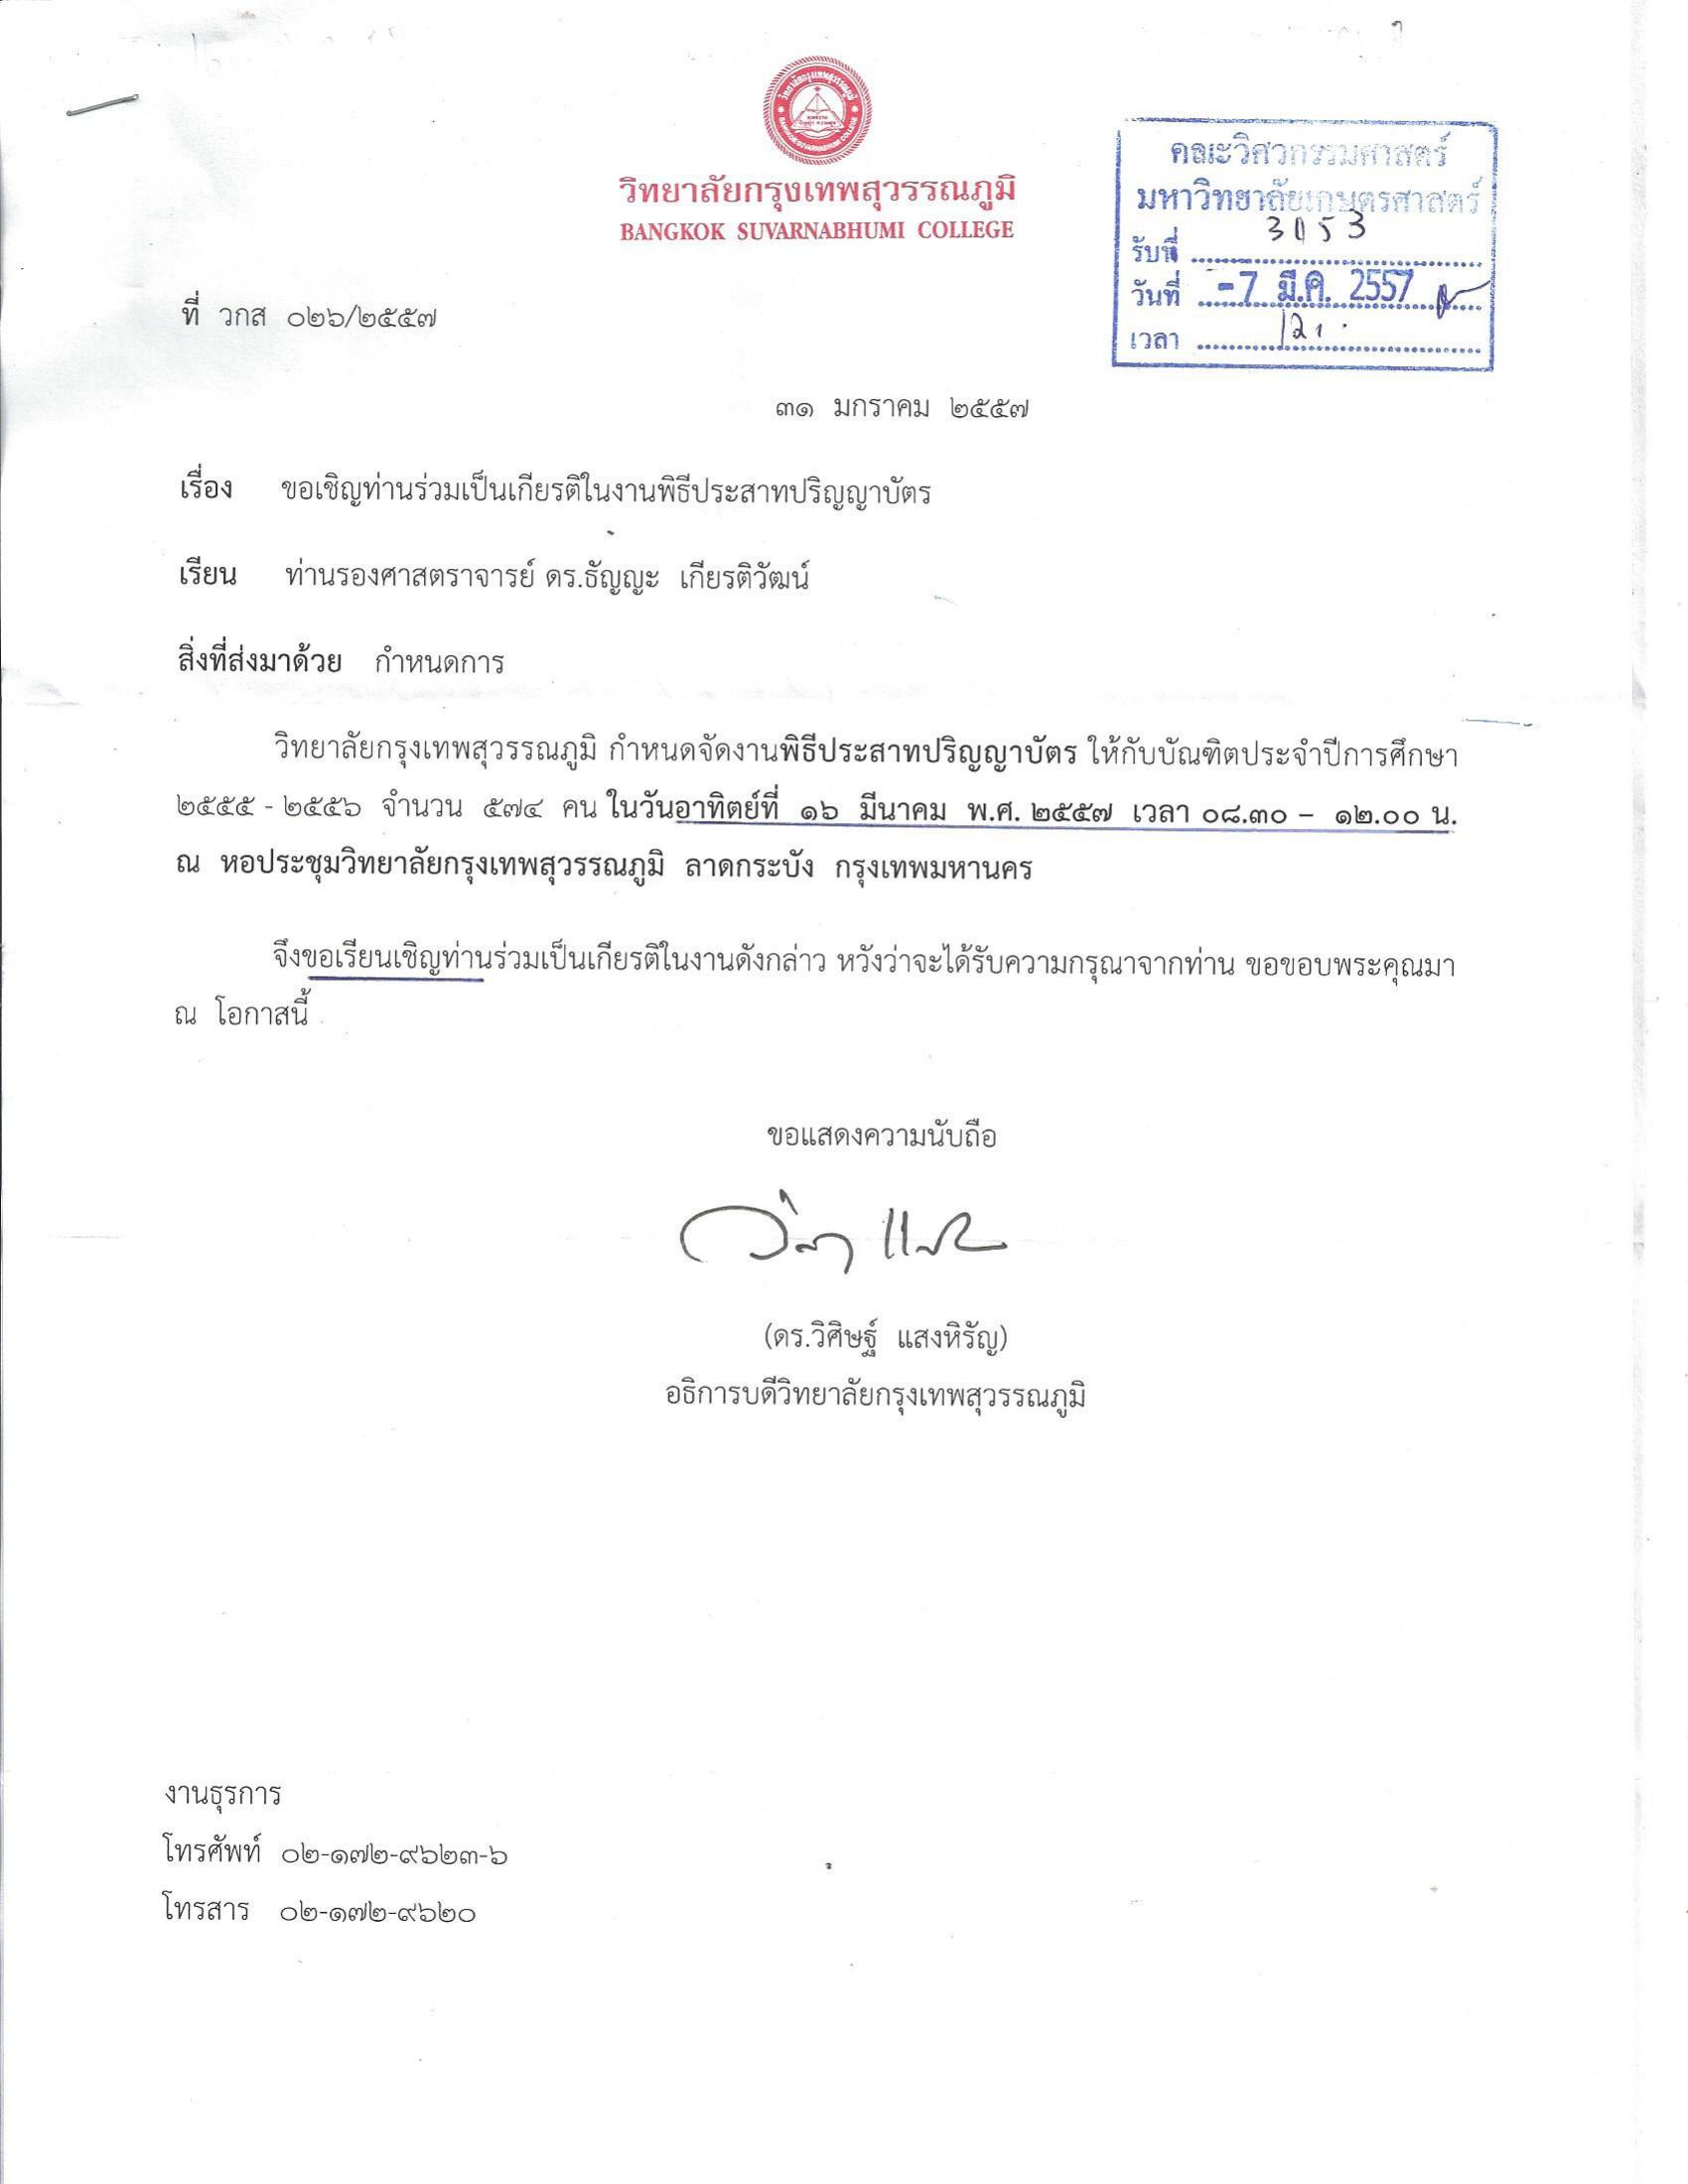 วิทยาลัยกรุงเทพสุวรรณภูมิ
BANGKOK SUVARNABHUMI COLLEGE
คณะวิศวกรรมศาสตร์
มหาวิทยาลัยเกษตรศาสตร์
รับที่ 3053
วันที่ -7 มี.ค. 2557
เวลา
ที่ วกส ๐๒๖/๒๕๕๗
๓๑ มกราคม ๒๕๕๗
เรื่อง ขอเชิญท่านร่วมเป็นเกียรติในงานพิธีประสาทปริญญาบัตร
เรียน ท่านรองศาสตราจารย์ ดร.ธัญญะ เกียรติวัฒน์
สิ่งที่ส่งมาด้วย กำหนดการ
วิทยาลัยกรุงเทพสุวรรณภูมิ กำหนดจัดงานพิธีประสาทปริญญาบัตร ให้กับบัณฑิตประจำปีการศึกษา
๒๕๕๕ - ๒๕๕๖ จำนวน ๕๗๔ คน ในวันอาทิตย์ที่ ๑๖ มีนาคม พ.ศ. ๒๕๕๗ เวลา ๐๘.๓๐ – ๑๒.๐๐ น.
ณ หอประชุมวิทยาลัยกรุงเทพสุวรรณภูมิ ลาดกระบัง กรุงเทพมหานคร
จึงขอเรียนเชิญท่านร่วมเป็นเกียรติในงานดังกล่าว หวังว่าจะได้รับความกรุณาจากท่าน ขอขอบพระคุณมา
ณ โอกาสนี้
ขอแสดงความนับถือ
(ดร.วิศิษฐ์ แสงหิรัญ)
อธิการบดีวิทยาลัยกรุงเทพสุวรรณภูมิ
งานธุรการ
โทรศัพท์ ๐๒-๑๗๒-๙๖๒๓-๖
โทรสาร ๐๒-๑๗๒-๙๖๒๐